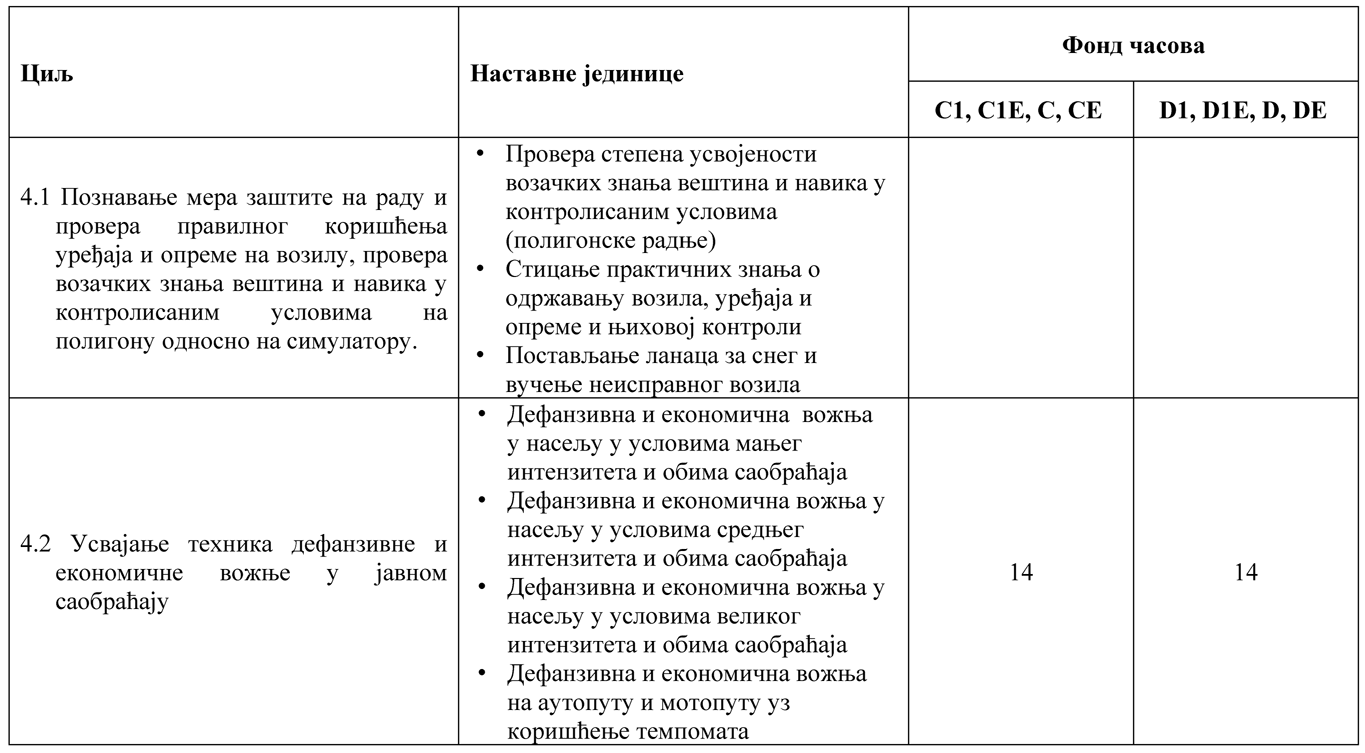 Циљ
Наставне јединице
Фонд часова
C1, C1E, C, CE
D1, D1E, D, DE
4.1 Познавање мера заштите на раду и
провера правилног коришћења
уређаја и опреме на возилу, провера
возачких знања вештина и навика у
контролисаним условима на
полигону односно на симулатору.
• Провера степена усвојености
возачких знања вештина и навика у
контролисаним условима
(полигонске радње)
• Стицање практичних знања о
одржавању возила, уређаја и
опреме и њиховој контроли
• Постављање ланаца за снег и
вучење неисправног возила
4.2 Усвајање техника дефанзивне и
економичне вожње у јавном
саобраћају
• Дефанзивна и економична вожња
у насељу у условима мањег
интензитета и обима саобраћаја
• Дефанзивна и економична вожња у
насељу у условима средњег
интензитета и обима саобраћаја
• Дефанзивна и економична вожња у
насељу у условима великог
интензитета и обима саобраћаја
• Дефанзивна и економична вожња
на аутопуту и мотопуту уз
коришћење темпомата
14
14